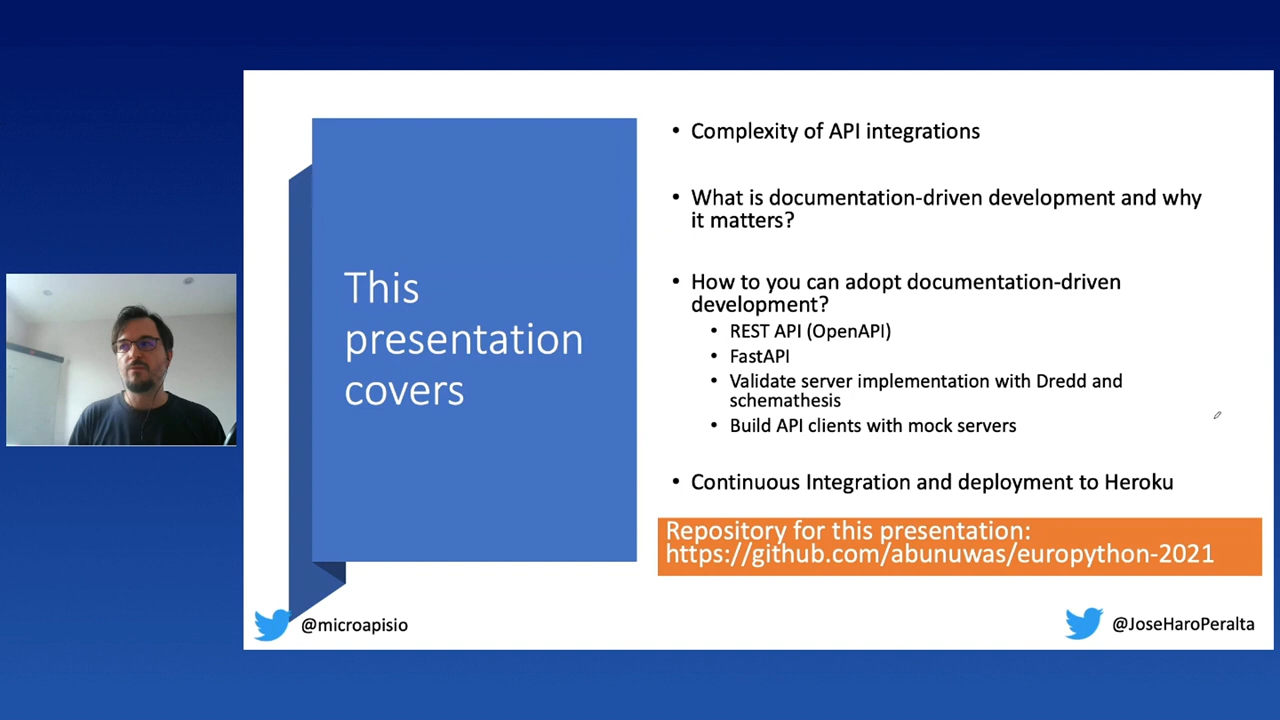 This
presentation
covers
• Complexity of API integrations
• What is documentation-driven development and why
it matters?
• How to you can adopt documentation-driven
development?
• REST API (OpenAPI)
• FastAPI
• Validate server implementation with Dredd and
schemathesis
• Build API clients with mock servers
• Continuous Integration and deployment to Heroku
Repository for this presentation:
https://github.com/abunuwas/europython-2021
@microapisio
@JoseHaroPeralta